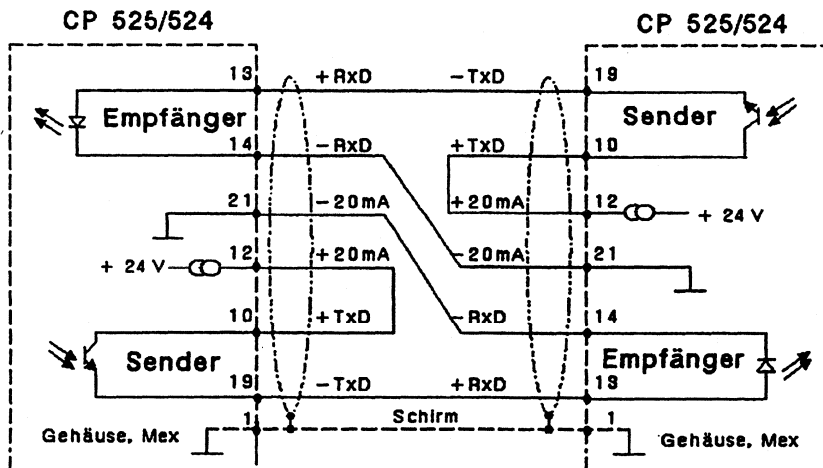 CP 525/524 CP 525/524
13 +RxD -TxD 19
Empfänger Sender
14 -RxD +TxD 10
21 -20mA +20mA 12
+ 24 V
12 +20mA -20mA 21
+ 24 V
10 +TxD -RxD 14
Sender Empfänger
19 -TxD +RxD 13
1 Schirm 1
Gehäuse, Mex Gehäuse, Mex